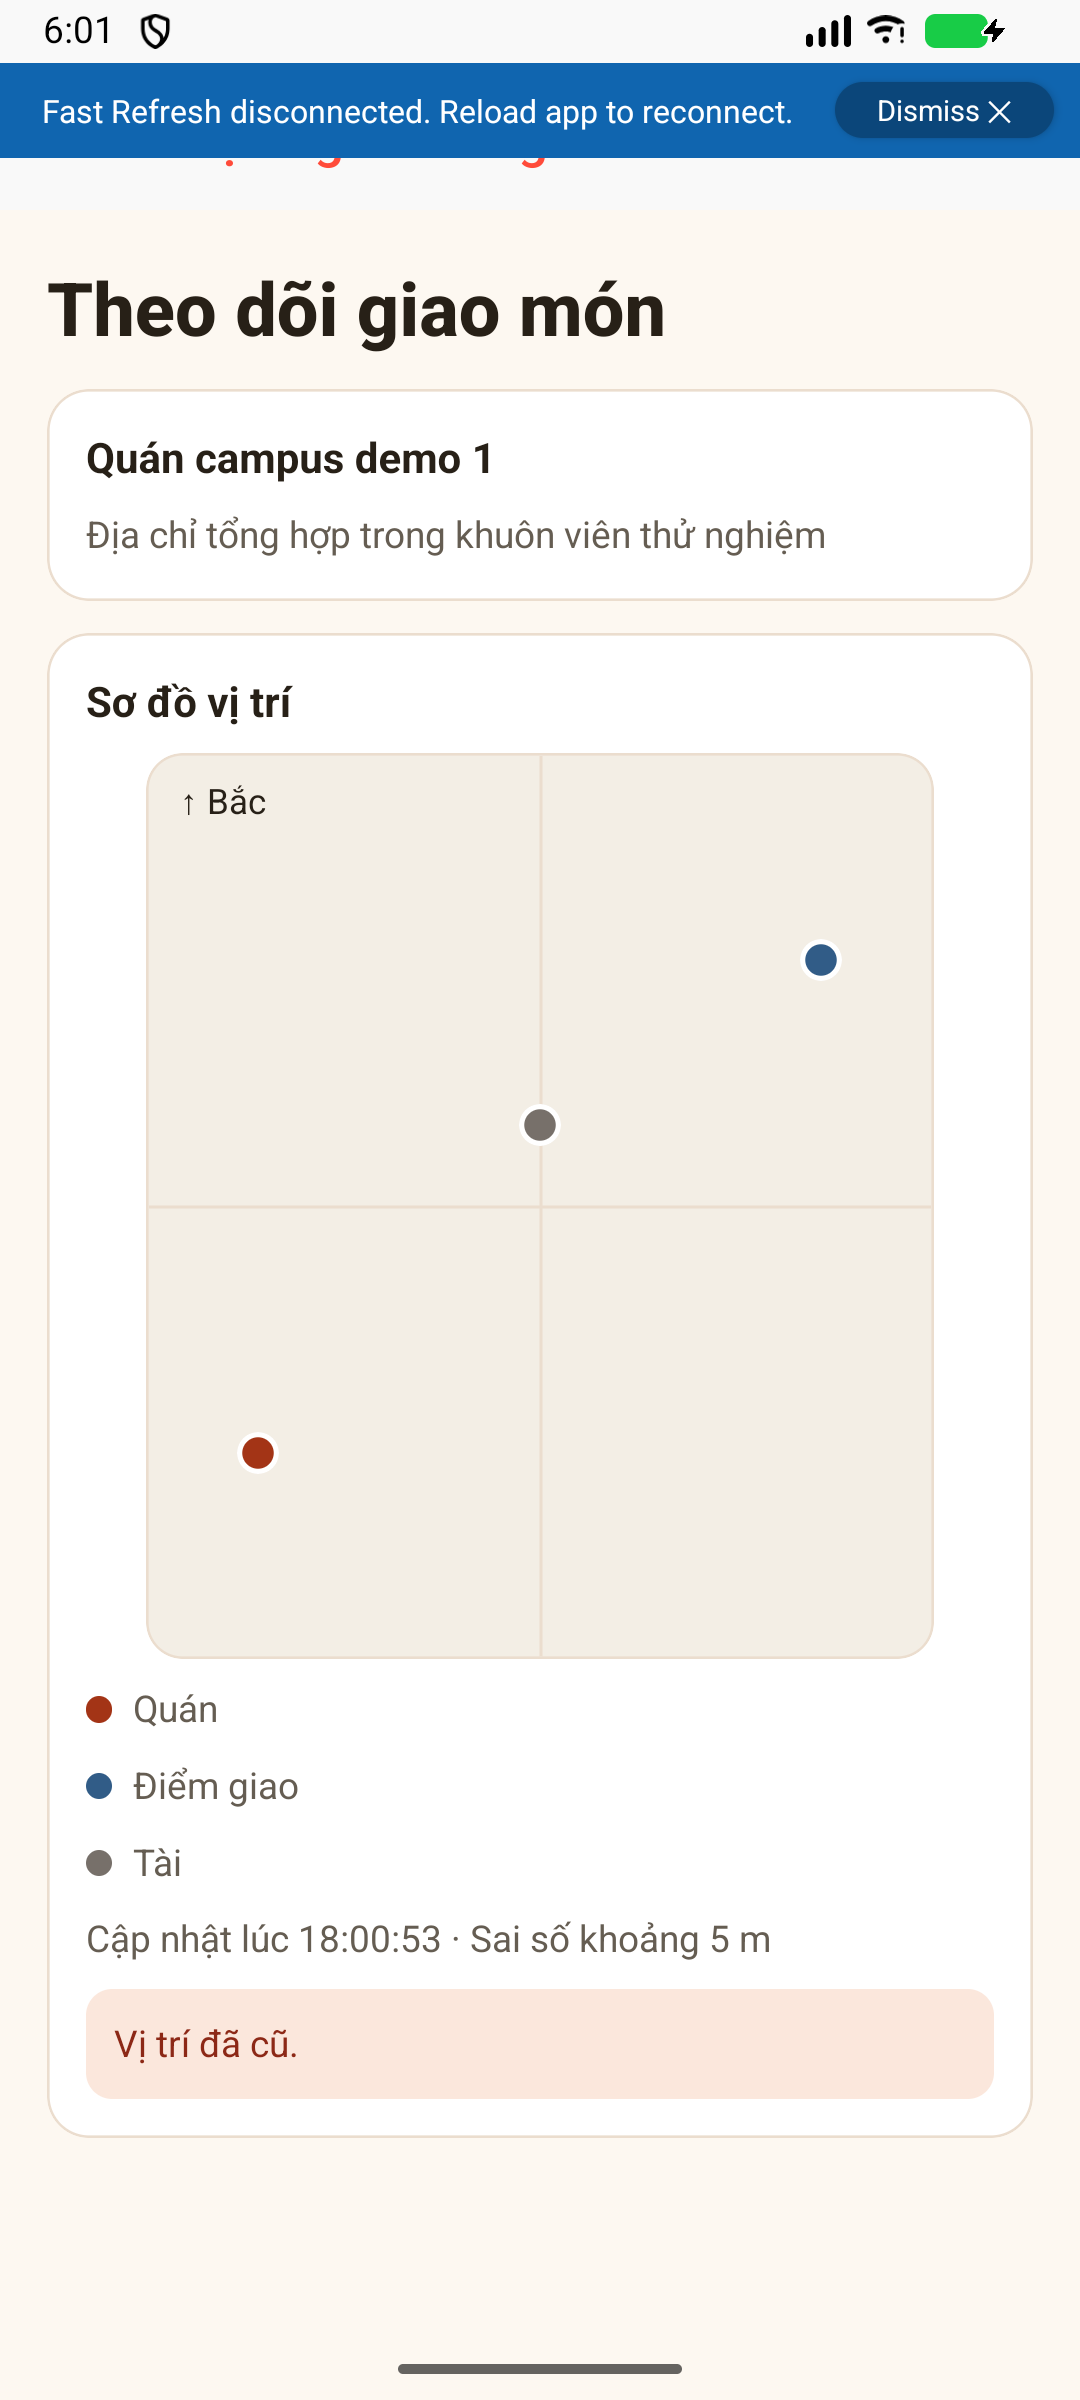 6:01
Fast Refresh disconnected. Reload app to reconnect.
Dismiss
Theo dõi giao món
Quán campus demo 1
Địa chỉ tổng hợp trong khuôn viên thử nghiệm
Sơ đồ vị trí
↑ Bắc
Quán
Điểm giao
Tài
Cập nhật lúc 18:00:53 · Sai số khoảng 5 m
Vị trí đã cũ.